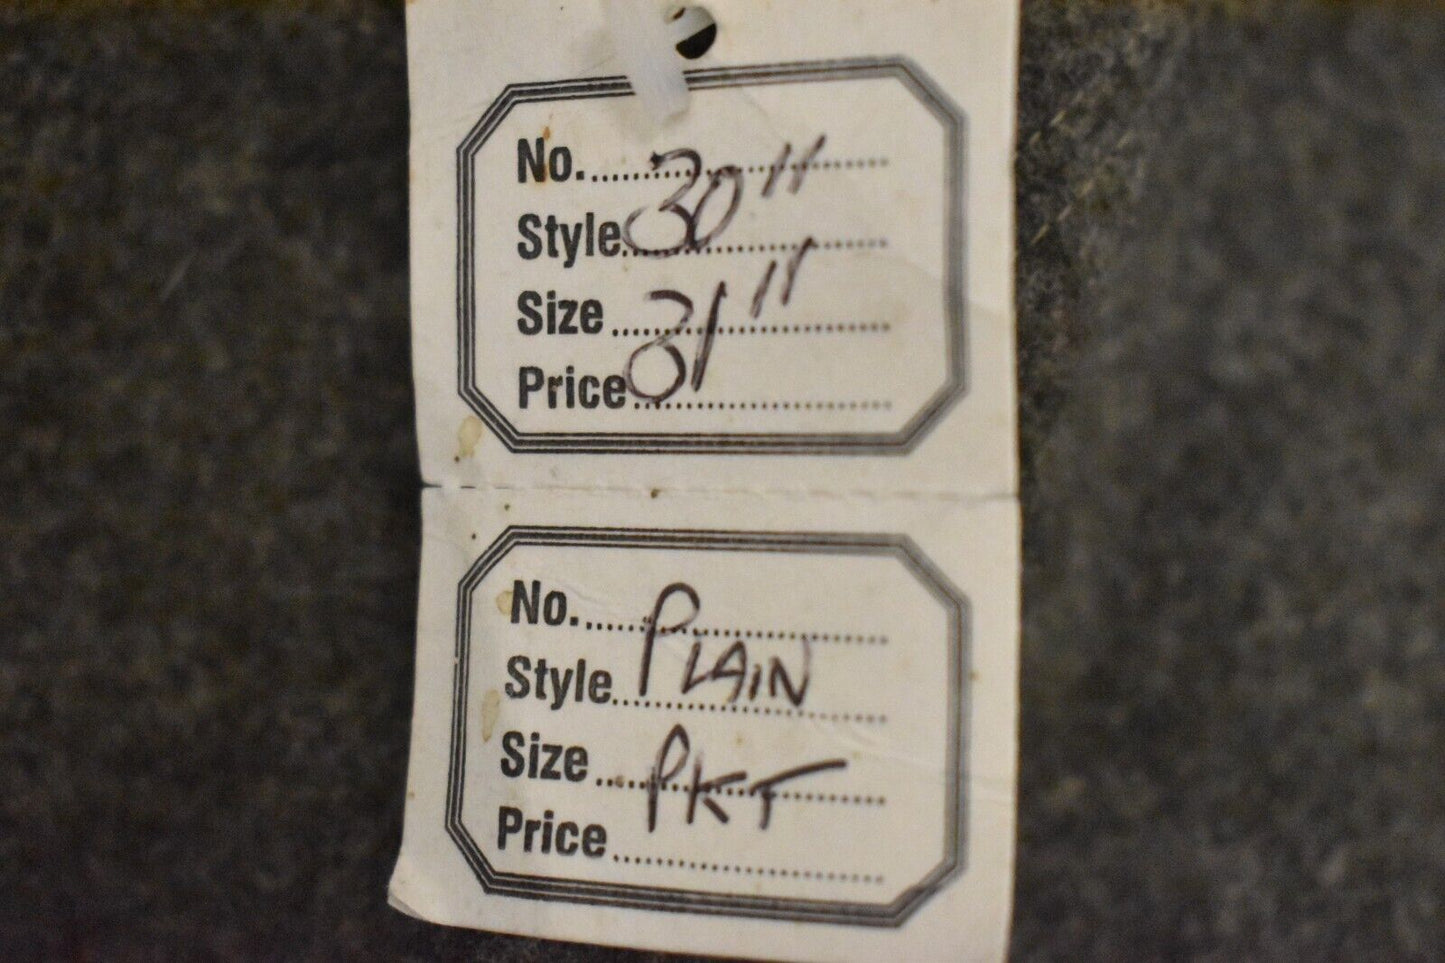 No.
30"
Style
Size
31"
Price
No.
PLAIN
Style
Size
PKT
Price